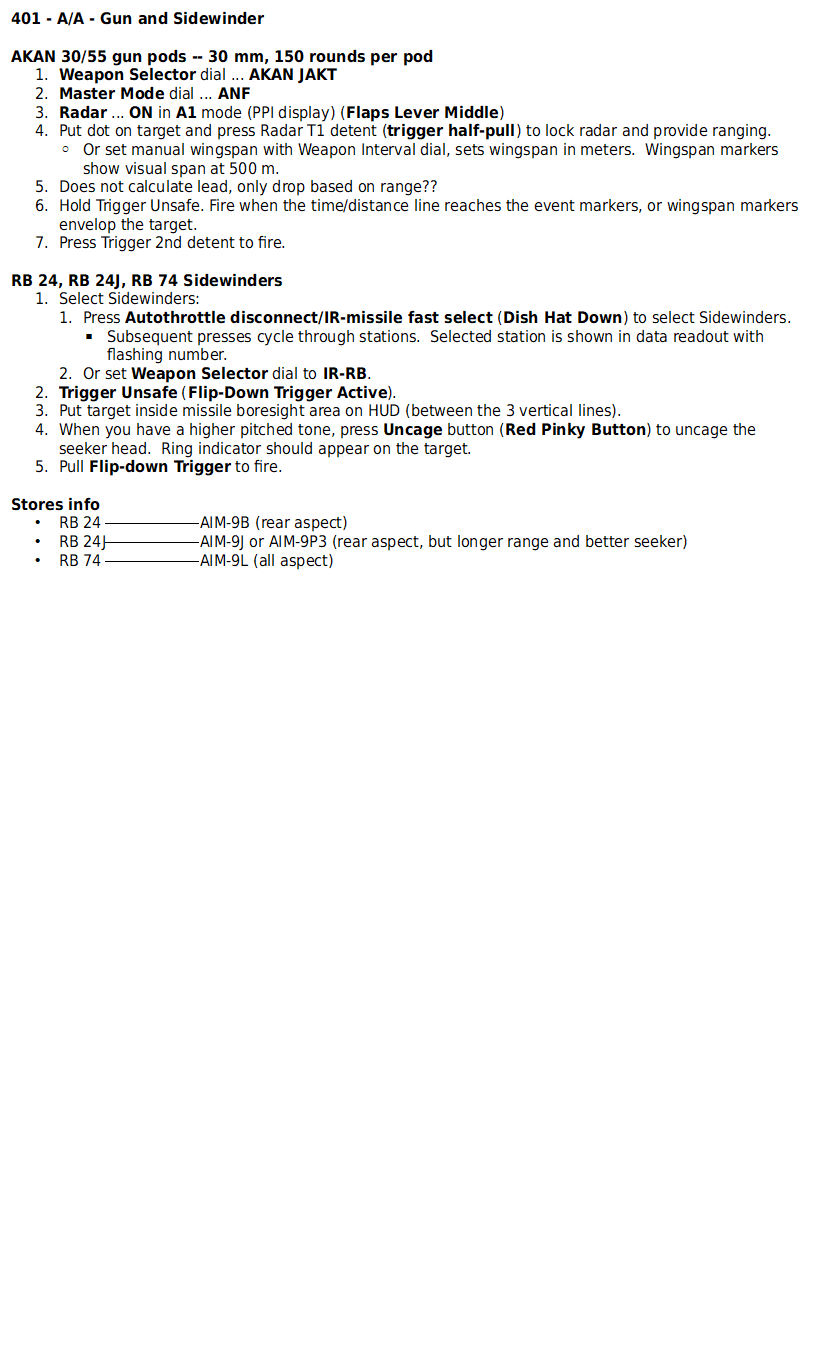 401 - A/A - Gun and Sidewinder
AKAN 30/55 gun pods -- 30 mm, 150 rounds per pod
1. Weapon Selector dial ... AKAN JAKT
2. Master Mode dial ... ANF
3. Radar ... ON in A1 mode (PPI display) (Flaps Lever Middle)
4. Put dot on target and press Radar T1 detent (trigger half-pull) to lock radar and provide ranging.
○ Or set manual wingspan with Weapon Interval dial, sets wingspan in meters. Wingspan markers
show visual span at 500 m.
5. Does not calculate lead, only drop based on range??
6. Hold Trigger Unsafe. Fire when the time/distance line reaches the event markers, or wingspan markers
envelop the target.
7. Press Trigger 2nd detent to fire.
RB 24, RB 24J, RB 74 Sidewinders
1. Select Sidewinders:
1. Press Autothrottle disconnect/IR-missile fast select (Dish Hat Down) to select Sidewinders.
▪ Subsequent presses cycle through stations. Selected station is shown in data readout with
flashing number.
2. Or set Weapon Selector dial to IR-RB.
2. Trigger Unsafe (Flip-Down Trigger Active).
3. Put target inside missile boresight area on HUD (between the 3 vertical lines).
4. When you have a higher pitched tone, press Uncage button (Red Pinky Button) to uncage the
seeker head. Ring indicator should appear on the target.
5. Pull Flip-down Trigger to fire.
Stores info
• RB 24 ——————AIM-9B (rear aspect)
• RB 24J——————AIM-9J or AIM-9P3 (rear aspect, but longer range and better seeker)
• RB 74 ——————AIM-9L (all aspect)